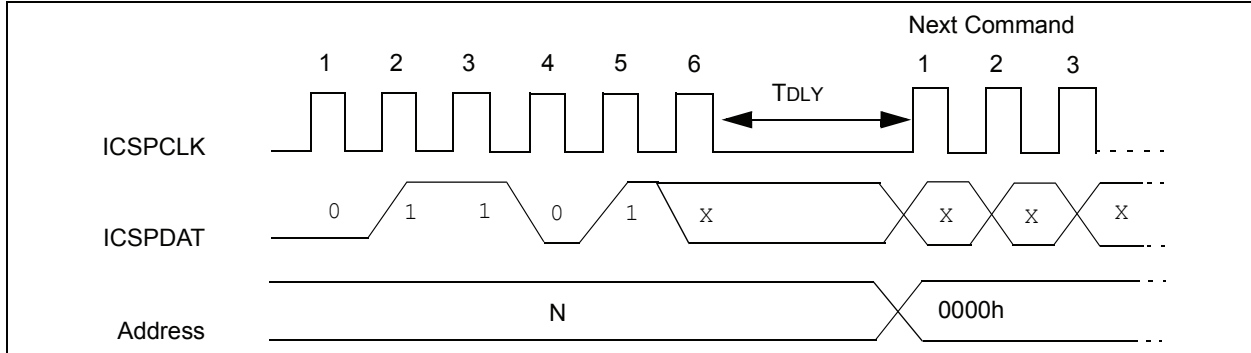 Next Command
1 2 3 4 5 6 1 2 3
TDLY
ICSPCLK
0 1 1 0 1 X X X X
ICSPDAT
N 0000h
Address